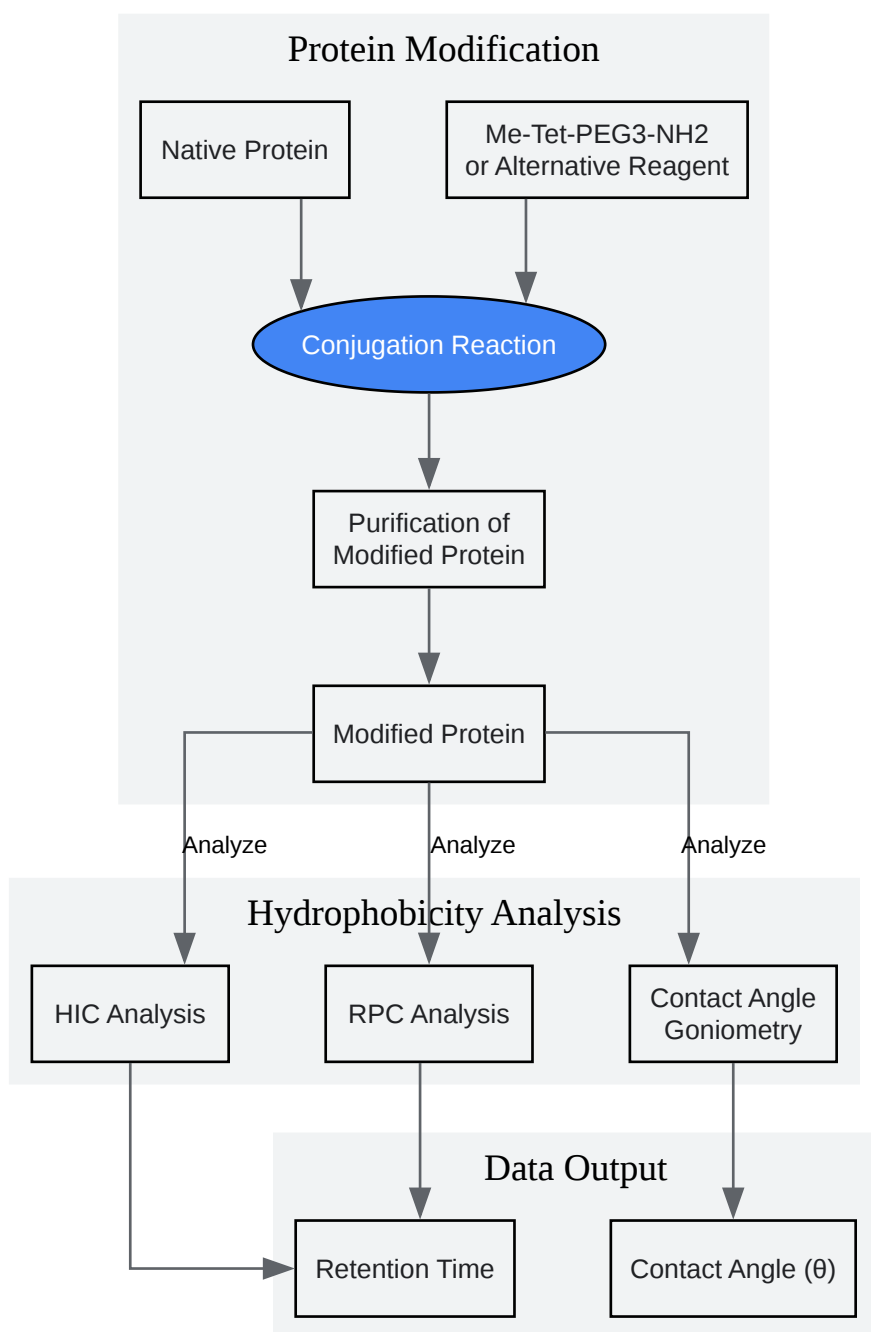 Protein Modification
Native Protein
Me-Tet-PEG3-NH2
or Alternative Reagent
Conjugation Reaction
Purification of
Modified Protein
Modified Protein
Analyze
Analyze
Analyze
Hydrophobicity Analysis
HIC Analysis
RPC Analysis
Contact Angle
Goniometry
Data Output
Retention Time
Contact Angle (θ)